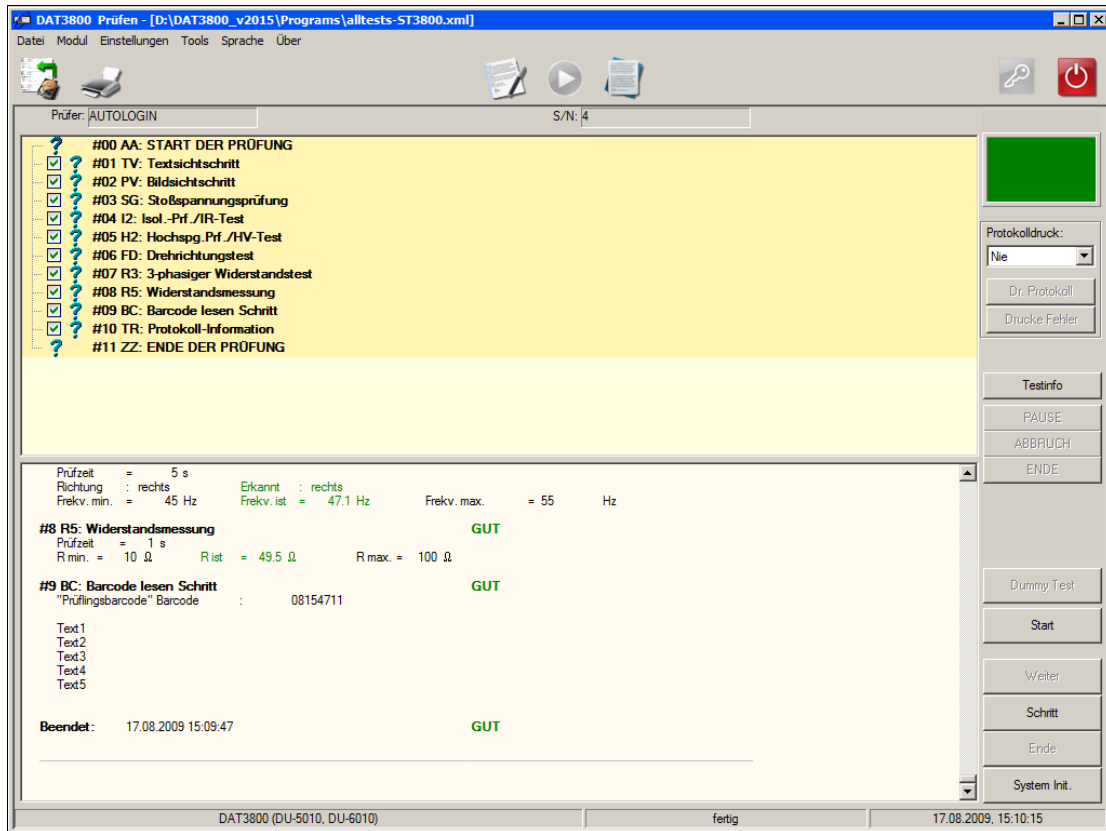 DAT3800 Prüfen - [D:\DAT3800_v2015\Programs\alltests-ST3800.xml]
Datei Modul Einstellungen Tools Sprache Über
Prüfer: AUTOLOGIN S/N: 4
#00 AA: START DER PRÜFUNG
#01 TV: Textsichtschritt
#02 PV: Bildsichtschritt
#03 SG: Stoßspannungsprüfung
#04 I2: Isol.-Prf./IR-Test
#05 H2: Hochspg.Prf./HV-Test
#06 FD: Drehrichtungstest
#07 R3: 3-phasiger Widerstandstest
#08 R5: Widerstandsmessung
#09 BC: Barcode lesen Schritt
#10 TR: Protokoll-Information
#11 ZZ: ENDE DER PRÜFUNG
Protokolldruck:
Nie
Dr. Protokoll
Drucke Fehler
Testinfo
PAUSE
ABBRUCH
ENDE
Prüfzeit = 5 s
Richtung : rechts Erkannt : rechts
Frekv. min. = 45 Hz Frekv. ist = 47.1 Hz Frekv. max. = 55 Hz
#8 R5: Widerstandsmessung GUT
Prüfzeit = 1 s
R min. = 10 Ω R ist = 49.5 Ω R max. = 100 Ω
#9 BC: Barcode lesen Schritt GUT
"Prüflingsbarcode" Barcode : 08154711
Text1
Text2
Text3
Text4
Text5
Beendet: 17.08.2009 15:09:47 GUT
Dummy Test
Start
Weiter
Schritt
Ende
System Init.
DAT3800 (DU-5010, DU-6010) fertig 17.08.2009, 15:10:15